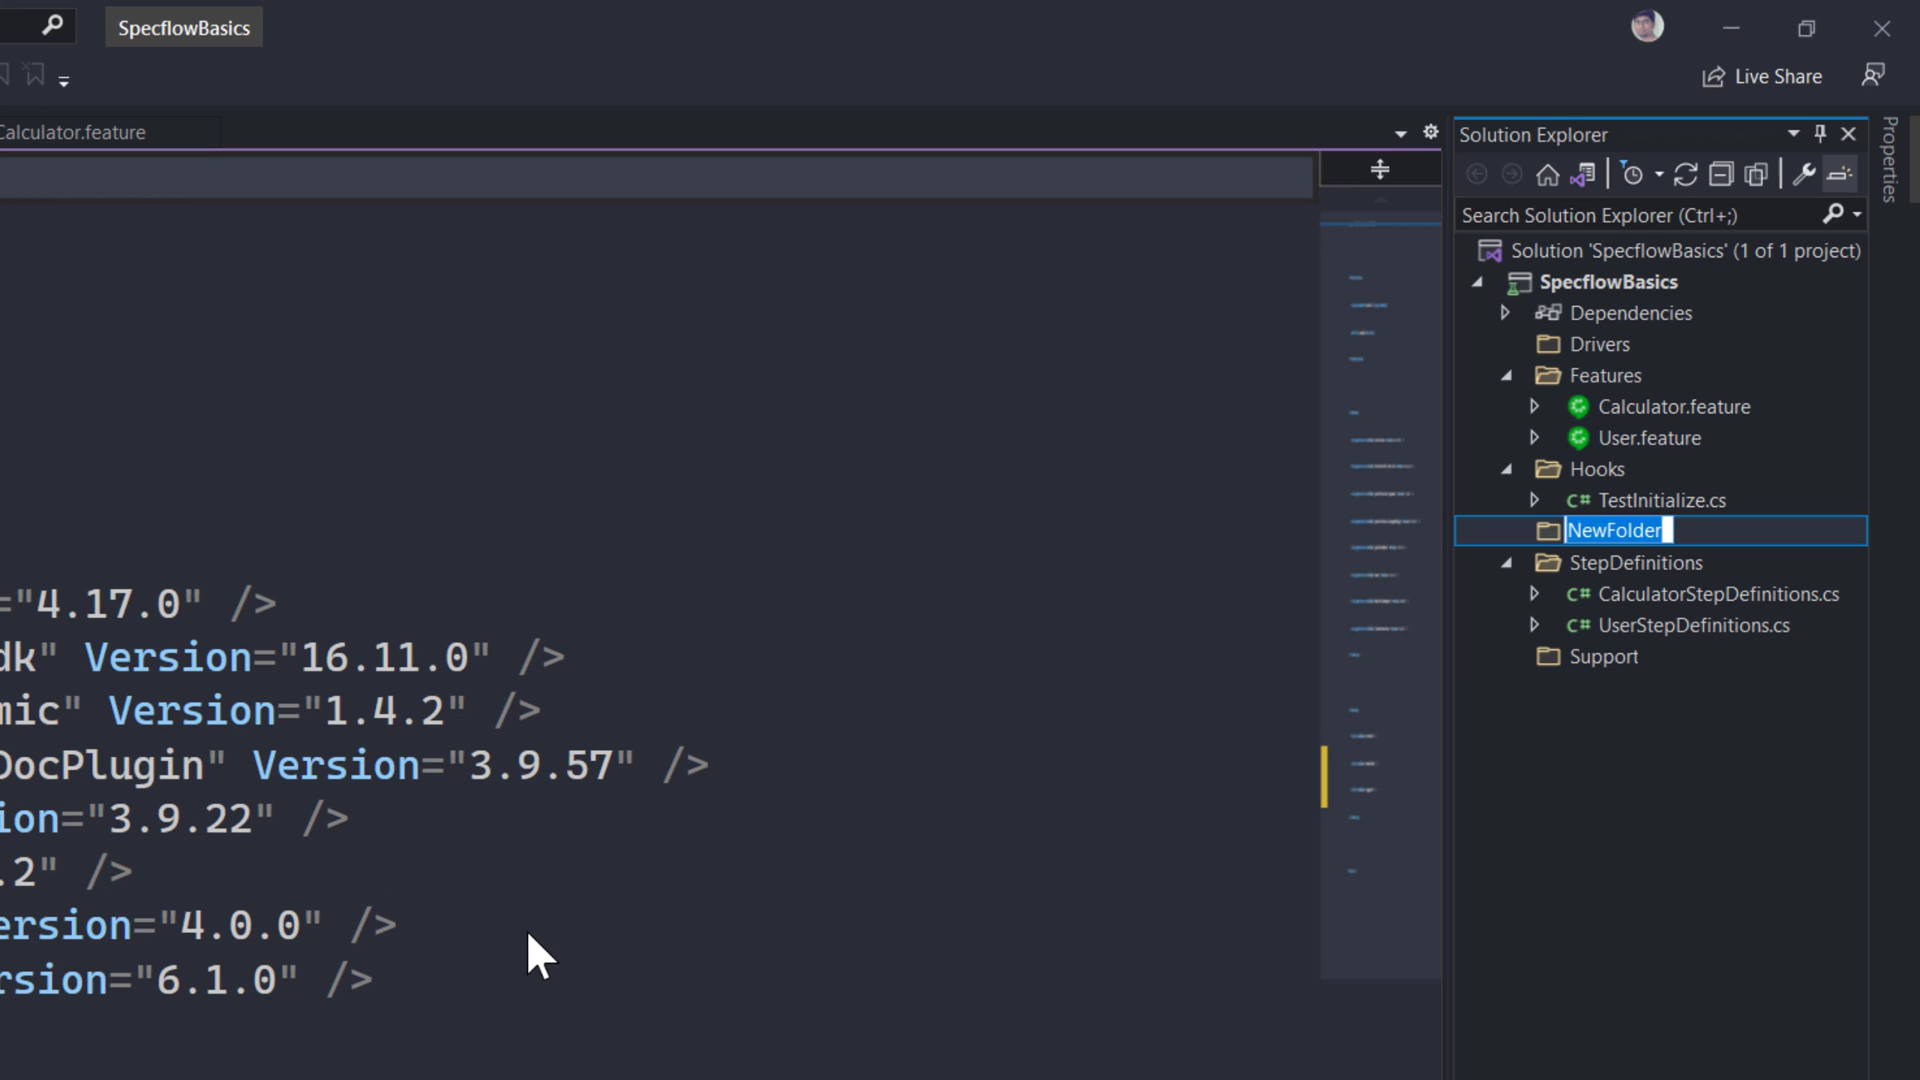 SpecflowBasics
Live Share
Calculator.feature
Solution Explorer
Properties
Search Solution Explorer (Ctrl+;)
Solution 'SpecflowBasics' (1 of 1 project)
SpecflowBasics
Dependencies
Drivers
Features
Calculator.feature
User.feature
Hooks
C# TestInitialize.cs
NewFolder
StepDefinitions
C# CalculatorStepDefinitions.cs
C# UserStepDefinitions.cs
Support
="4.17.0" />
dk" Version="16.11.0" />
mic" Version="1.4.2" />
DocPlugin" Version="3.9.57" />
ion="3.9.22" />
.2" />
ersion="4.0.0" />
rsion="6.1.0" />